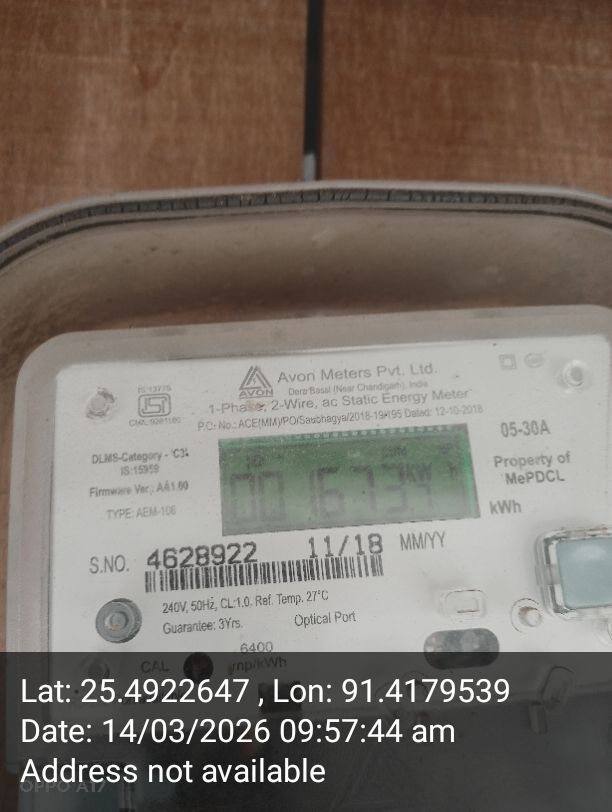 Avon Meters Pvt. Ltd.
Dera Bassi (Near Chandigarh), India
AVON
IS:13779
ISI
1-Phase, 2-Wire, ac Static Energy Meter
P.O: No.: ACE(MM)/PO/Saubhagya/2018-19/195 Dated: 12-10-2018
05-30A
DLMS-Category - 'C3'
IS:15959
Property of
MePDCL
Firmware Ver.: AA1.00
TYPE: AEM-106
kWh
S.NO. 4628922 11/18 MM/YY
240V, 50Hz, CL:1.0. Ref. Temp. 27°C
Guarantee: 3Yrs. Optical Port
6400
CAL imp/kWh
Lat: 25.4922647 , Lon: 91.4179539
Date: 14/03/2026 09:57:44 am
Address not available
OPPO A17